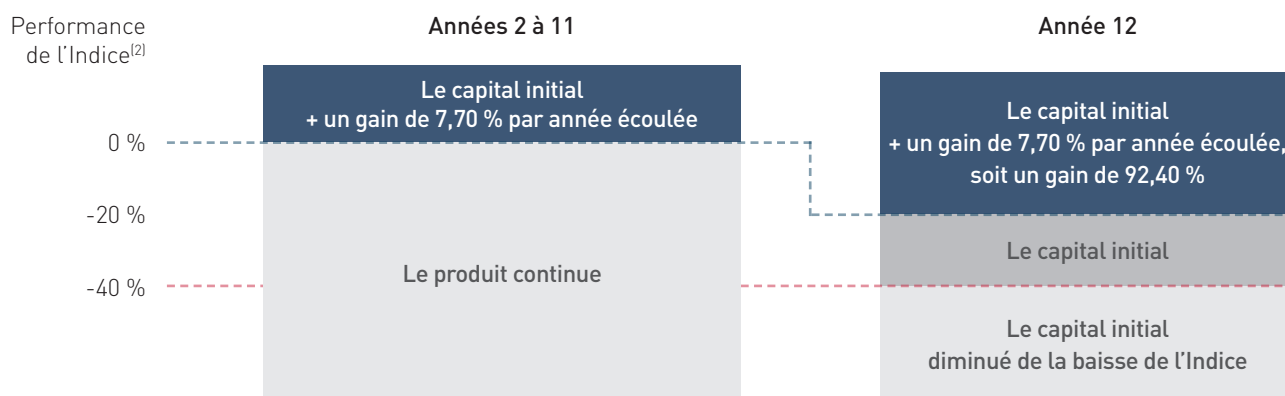 Performance
de l’Indice(2)
Années 2 à 11
Année 12
Le capital initial
+ un gain de 7,70 % par année écoulée
Le capital initial
+ un gain de 7,70 % par année écoulée,
soit un gain de 92,40 %
0 %
-20 %
Le capital initial
Le produit continue
-40 %
Le capital initial
diminué de la baisse de l’Indice